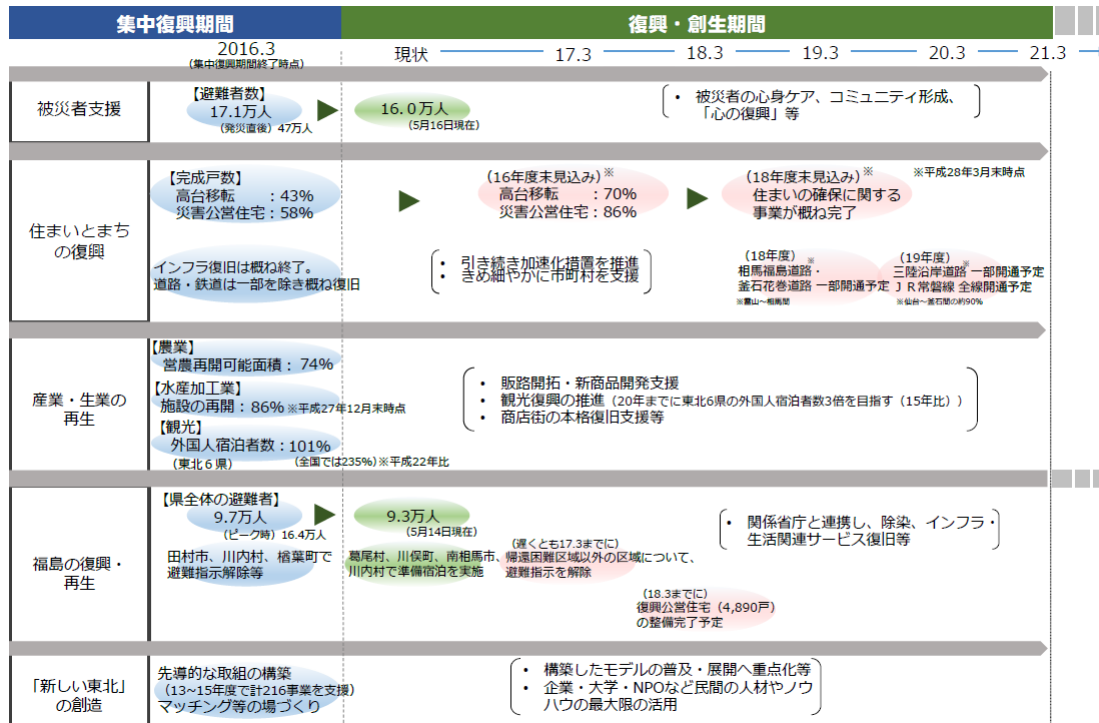 集中復興期間
復興・創生期間
2016.3
(集中復興期間終了時点)
現状
17.3
18.3
19.3
20.3
21.3
被災者支援
【避難者数】
17.1万人
(発災直後) 47万人
16.0万人
(5月16日現在)
• 被災者の心身ケア、コミュニティ形成、
「心の復興」等
住まいとまち
の復興
【完成戸数】
高台移転 ：43%
災害公営住宅：58%
(16年度末見込み)※
高台移転 ：70%
災害公営住宅：86%
(18年度末見込み)※
住まいの確保に関する
事業が概ね完了
※平成28年3月末時点
インフラ復旧は概ね終了。
道路・鉄道は一部を除き概ね復旧
• 引き続き加速化措置を推進
• きめ細やかに市町村を支援
(18年度)
相馬福島道路※・
釜石花巻道路 一部開通予定
※霊山～相馬間
(19年度)
三陸沿岸道路※ 一部開通予定
ＪＲ常磐線 全線開通予定
※仙台～釜石間の約90%
産業・生業の
再生
【農業】
営農再開可能面積：74%
【水産加工業】
施設の再開：86% ※平成27年12月末時点
【観光】
外国人宿泊者数：101%
(東北６県) (全国では235%)※平成22年比
• 販路開拓・新商品開発支援
• 観光復興の推進（20年までに東北6県の外国人宿泊者数3倍を目指す（15年比））
• 商店街の本格復旧支援等
福島の復興・
再生
【県全体の避難者】
9.7万人
(ピーク時) 16.4万人
9.3万人
(5月14日現在)
• 関係省庁と連携し、除染、インフラ・
生活関連サービス復旧等
田村市、川内村、楢葉町で
避難指示解除等
葛尾村、川俣町、南相馬市、
川内村で準備宿泊を実施
(遅くとも17.3までに)
帰還困難区域以外の区域について、
避難指示を解除
(18.3までに)
復興公営住宅（4,890戸）
の整備完了予定
「新しい東北」
の創造
先導的な取組の構築
（13~15年度で計216事業を支援）
マッチング等の場づくり
• 構築したモデルの普及・展開へ重点化等
• 企業・大学・NPOなど民間の人材やノウ
ハウの最大限の活用